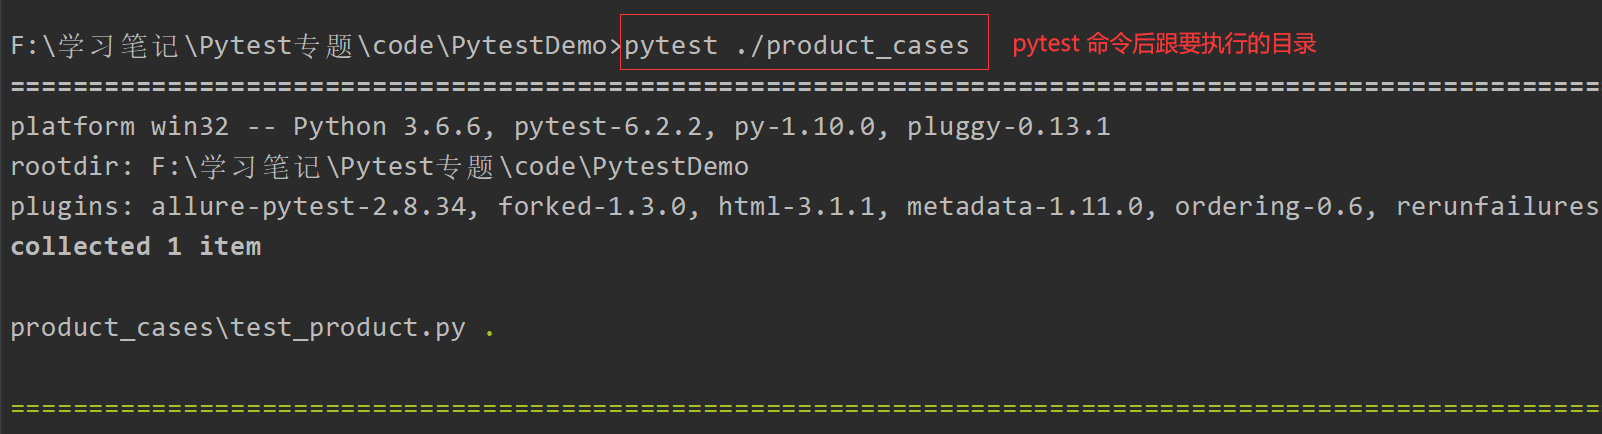 F:\学习笔记\Pytest专题\code\PytestDemo>pytest ./product_cases pytest 命令后跟要执行的目录
====================================================================================================
platform win32 -- Python 3.6.6, pytest-6.2.2, py-1.10.0, pluggy-0.13.1
rootdir: F:\学习笔记\Pytest专题\code\PytestDemo
plugins: allure-pytest-2.8.34, forked-1.3.0, html-3.1.1, metadata-1.11.0, ordering-0.6, rerunfailures
collected 1 item
product_cases\test_product.py .
====================================================================================================